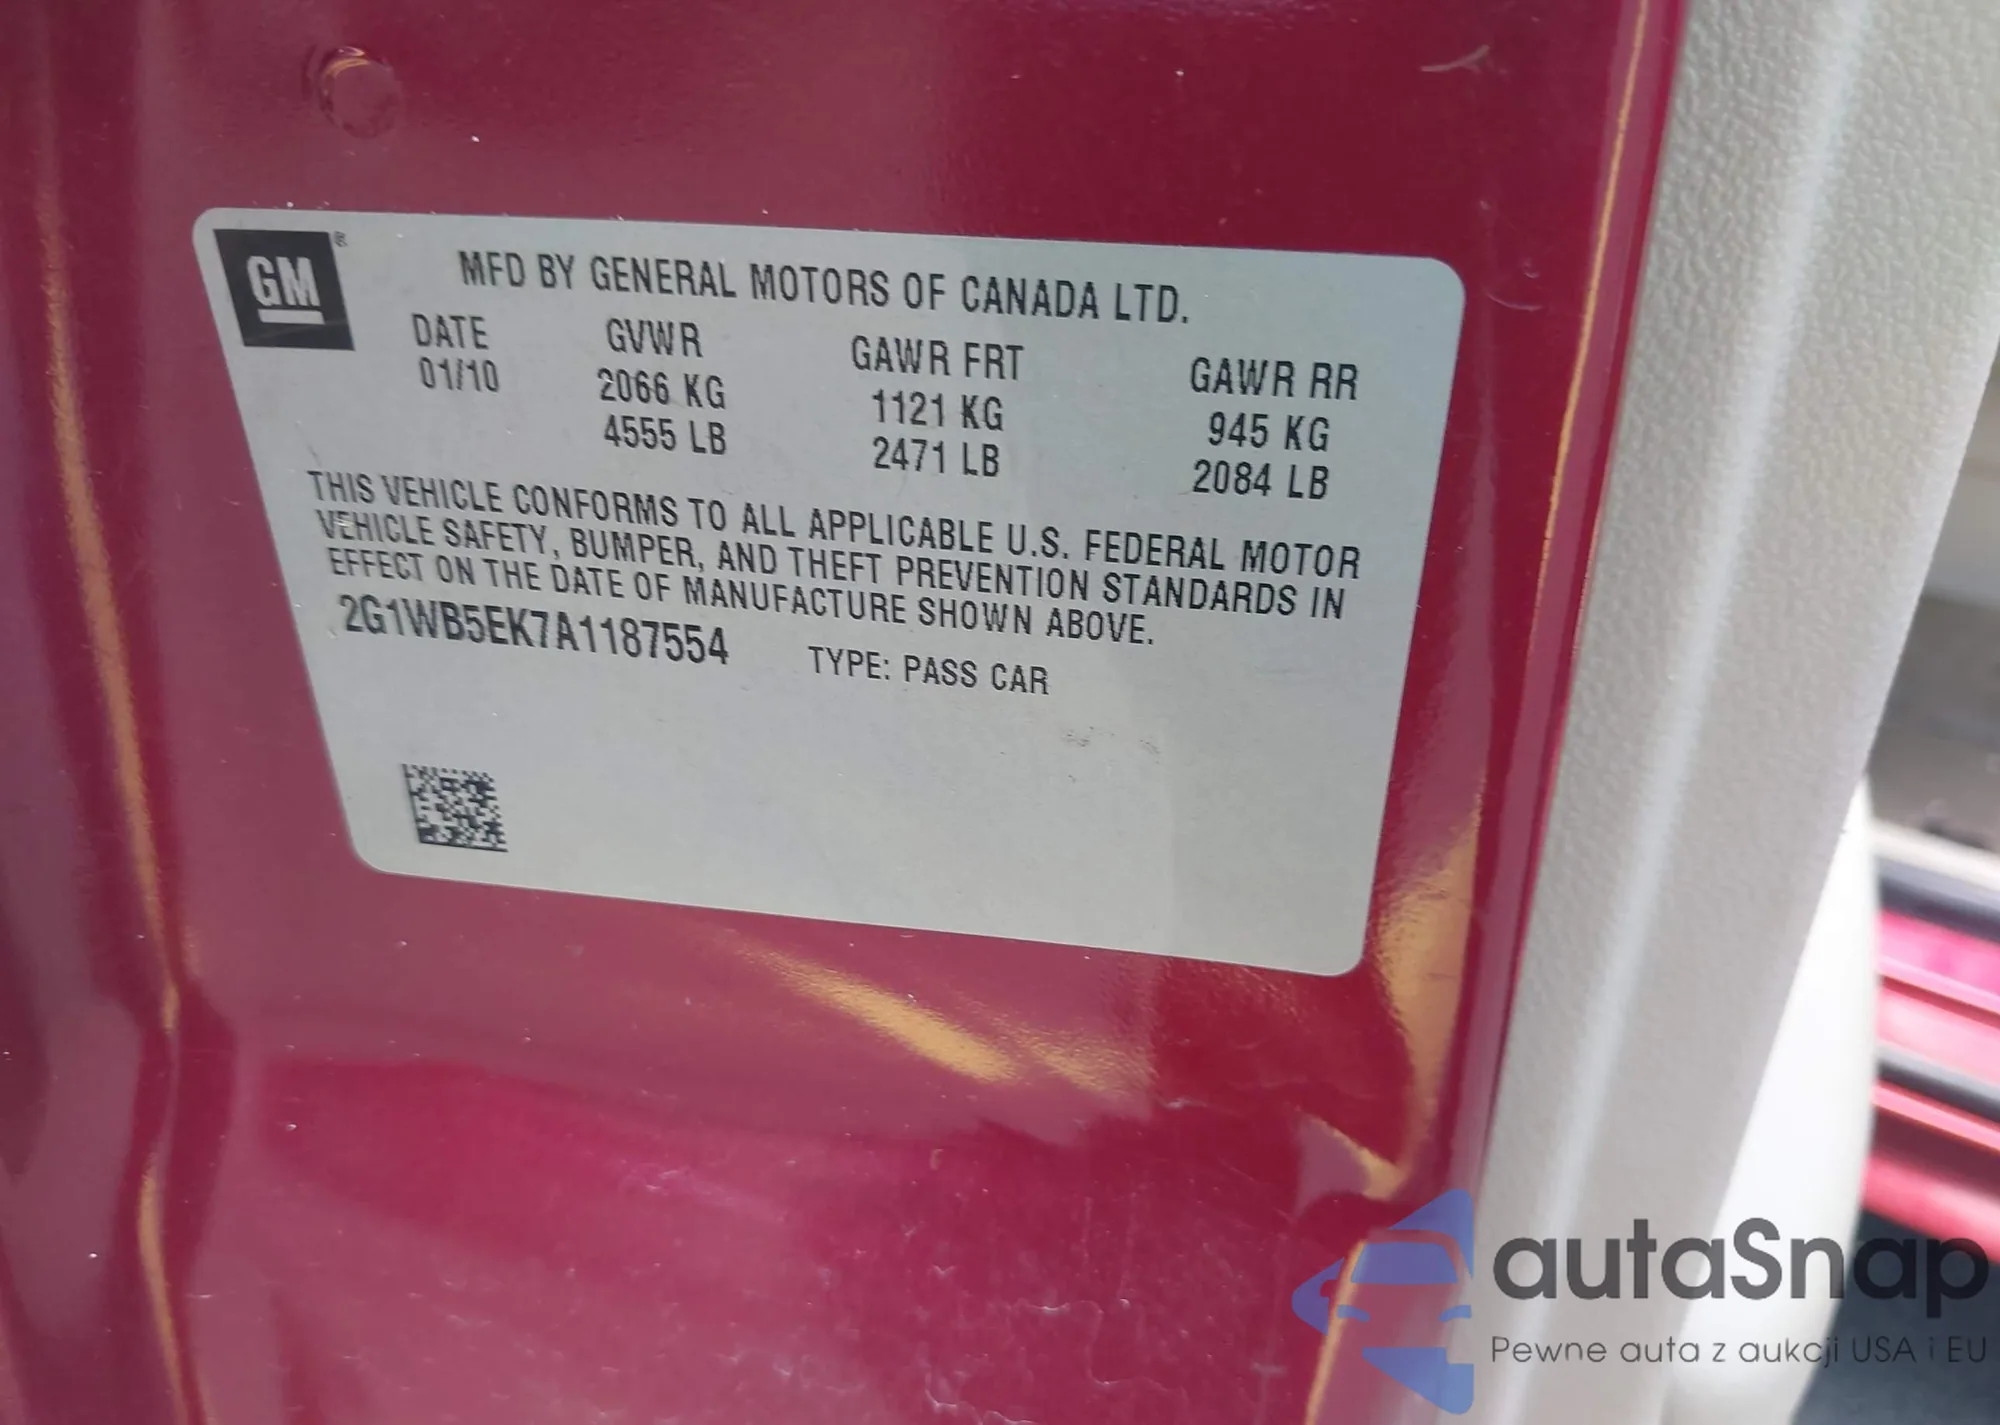 GM ®
MFD BY GENERAL MOTORS OF CANADA LTD.
DATE GVWR GAWR FRT GAWR RR
01/10 2066 KG 1121 KG 945 KG
4555 LB 2471 LB 2084 LB
THIS VEHICLE CONFORMS TO ALL APPLICABLE U.S. FEDERAL MOTOR
VEHICLE SAFETY, BUMPER, AND THEFT PREVENTION STANDARDS IN
EFFECT ON THE DATE OF MANUFACTURE SHOWN ABOVE.
2G1WB5EK7A1187554 TYPE: PASS CAR
autaSnap
Pewne auta z aukcji USA i EU